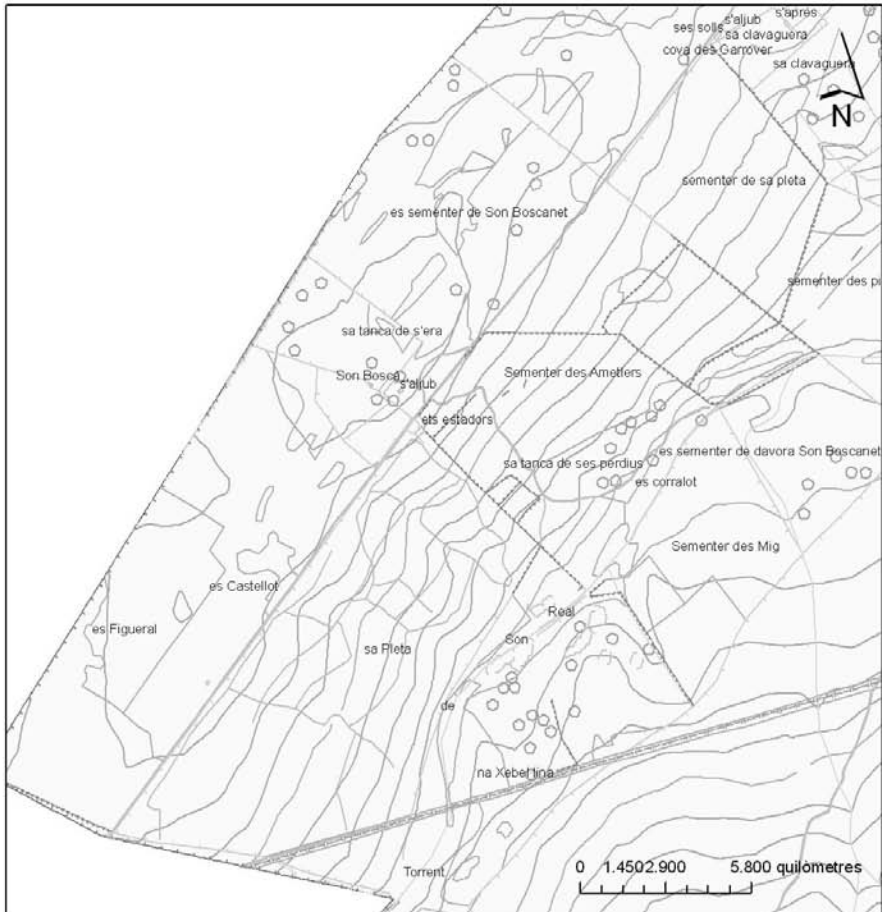 s'aprés
s'aljub
ses solls
sa clavaguera
cova des Garrover
sa clavaguera
N
sementer de sa pleta
es sementer de Son Boscanet
sementer des pi
sa tanca de s'era
Son Boscà
s'aljub
Sementer des Ametlers
ets estadors
es sementer de davora Son Boscanet
sa tanca de ses perdius
es corralot
Sementer des Mig
es Castellot
Real
es Figueral
Son
sa Pleta
de
na Xebel·lina
0 1.450 2.900 5.800 quilòmetres
Torrent